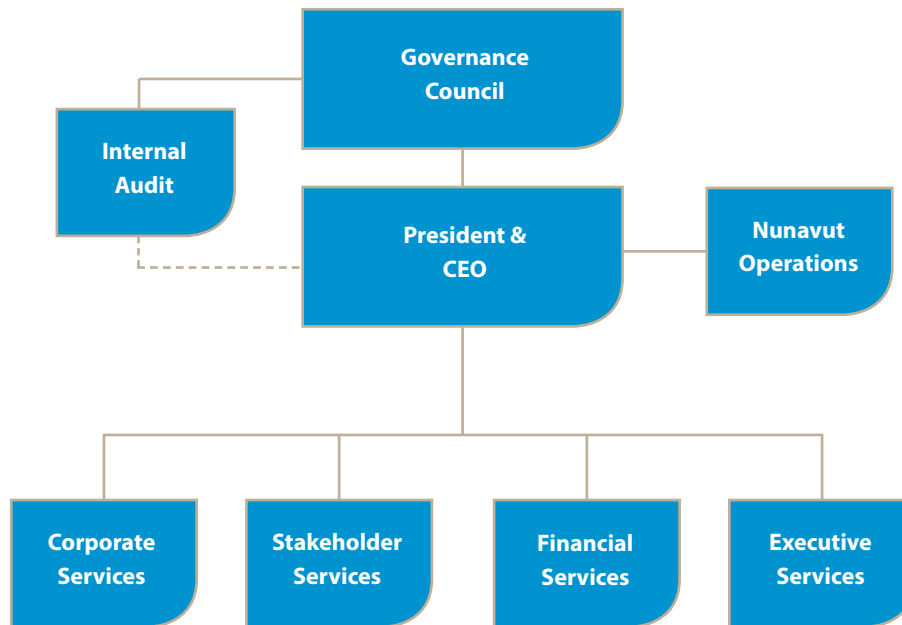 Governance
Council
Internal
Audit
President &
CEO
Nunavut
Operations
Corporate
Services
Stakeholder
Services
Financial
Services
Executive
Services